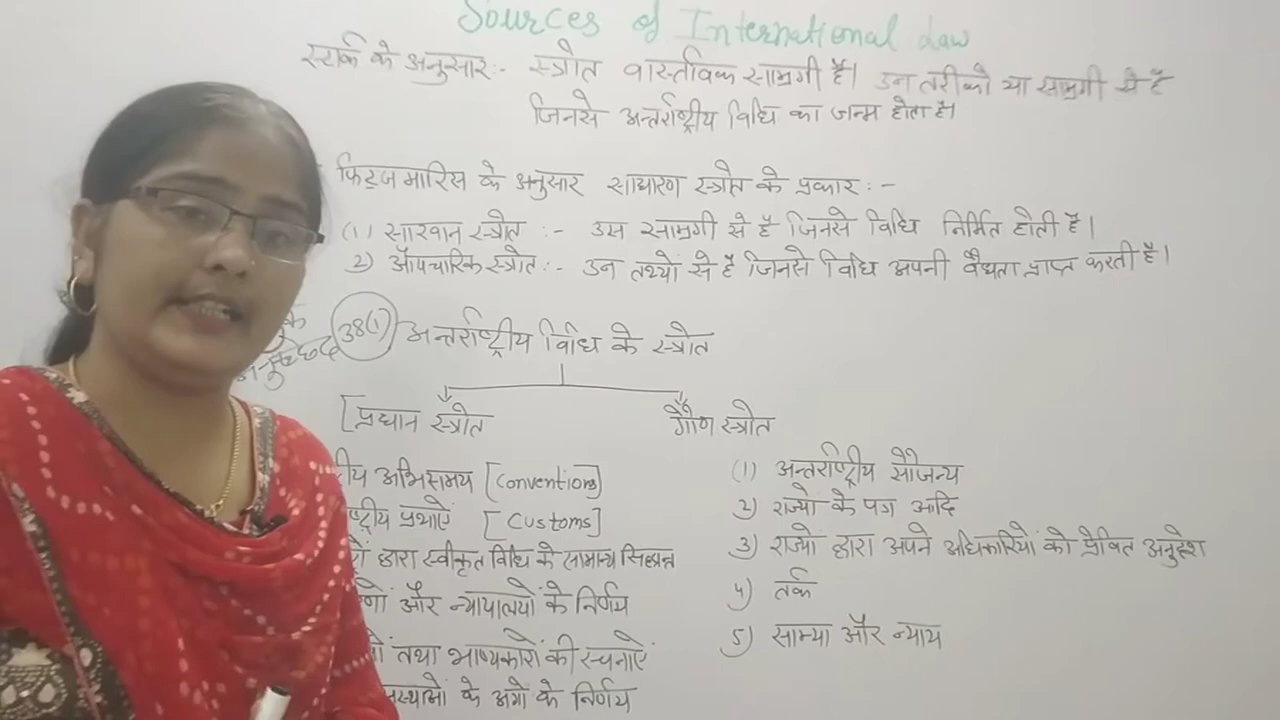 Sources of International Law
स्टार्क के अनुसार:- स्त्रोत वास्तविक सामग्री है। उन तरीको या सामग्री से है
जिनसे अन्तर्राष्ट्रीय विधि का जन्म होता है।
फिट्ज मारिस के अनुसार साधारण स्त्रोत के प्रकार :-
(1) सारवान स्त्रोत :- उस सामग्री से है जिनसे विधि निर्मित होती है।
2) औपचारिक स्त्रोत:- उन तथ्यों से है जिनसे विधि अपनी वैधता प्राप्त करती है।
38(1) अन्तर्राष्ट्रीय विधि के स्त्रोत
[प्रधान स्त्रोत
गौण स्त्रोत
ीय अभिसमय [Conventions]
ष्ट्रीय प्रथाएँ [Customs]
द्वारा स्वीकृत विधि के सामान्य सिद्धान्त
णों और न्यायालयों के निर्णय
तथा भाष्यकारो की रचनाएँ
के अंगो के निर्णय
(1) अन्तर्राष्ट्रीय सौजन्य
2) राज्यो के पत्र आदि
3) राज्यों द्वारा अपने अधिकारियों को प्रेषित अनुदेश
4) तर्क
5) साम्या और न्याय